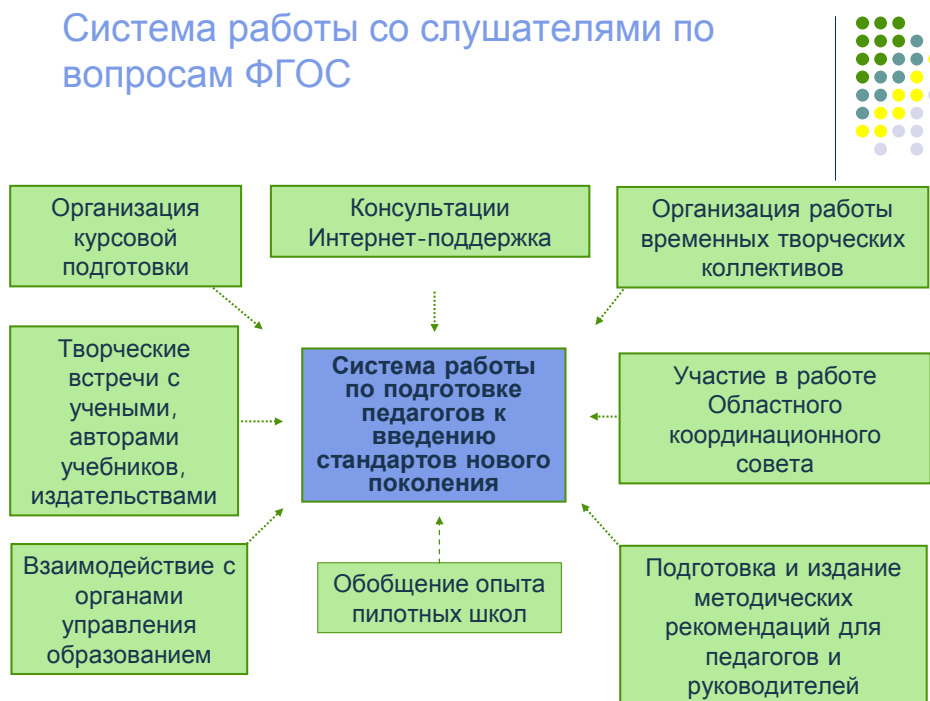 Система работы со слушателями по
вопросам ФГОС
Организация
курсовой
подготовки
Консультации
Интернет-поддержка
Организация работы
временных творческих
коллективов
Творческие
встречи с
учеными,
авторами
учебников,
издательствами
Система работы
по подготовке
педагогов к
введению
стандартов нового
поколения
Участие в работе
Областного
координационного
совета
Взаимодействие с
органами
управления
образованием
Обобщение опыта
пилотных школ
Подготовка и издание
методических
рекомендаций для
педагогов и
руководителей